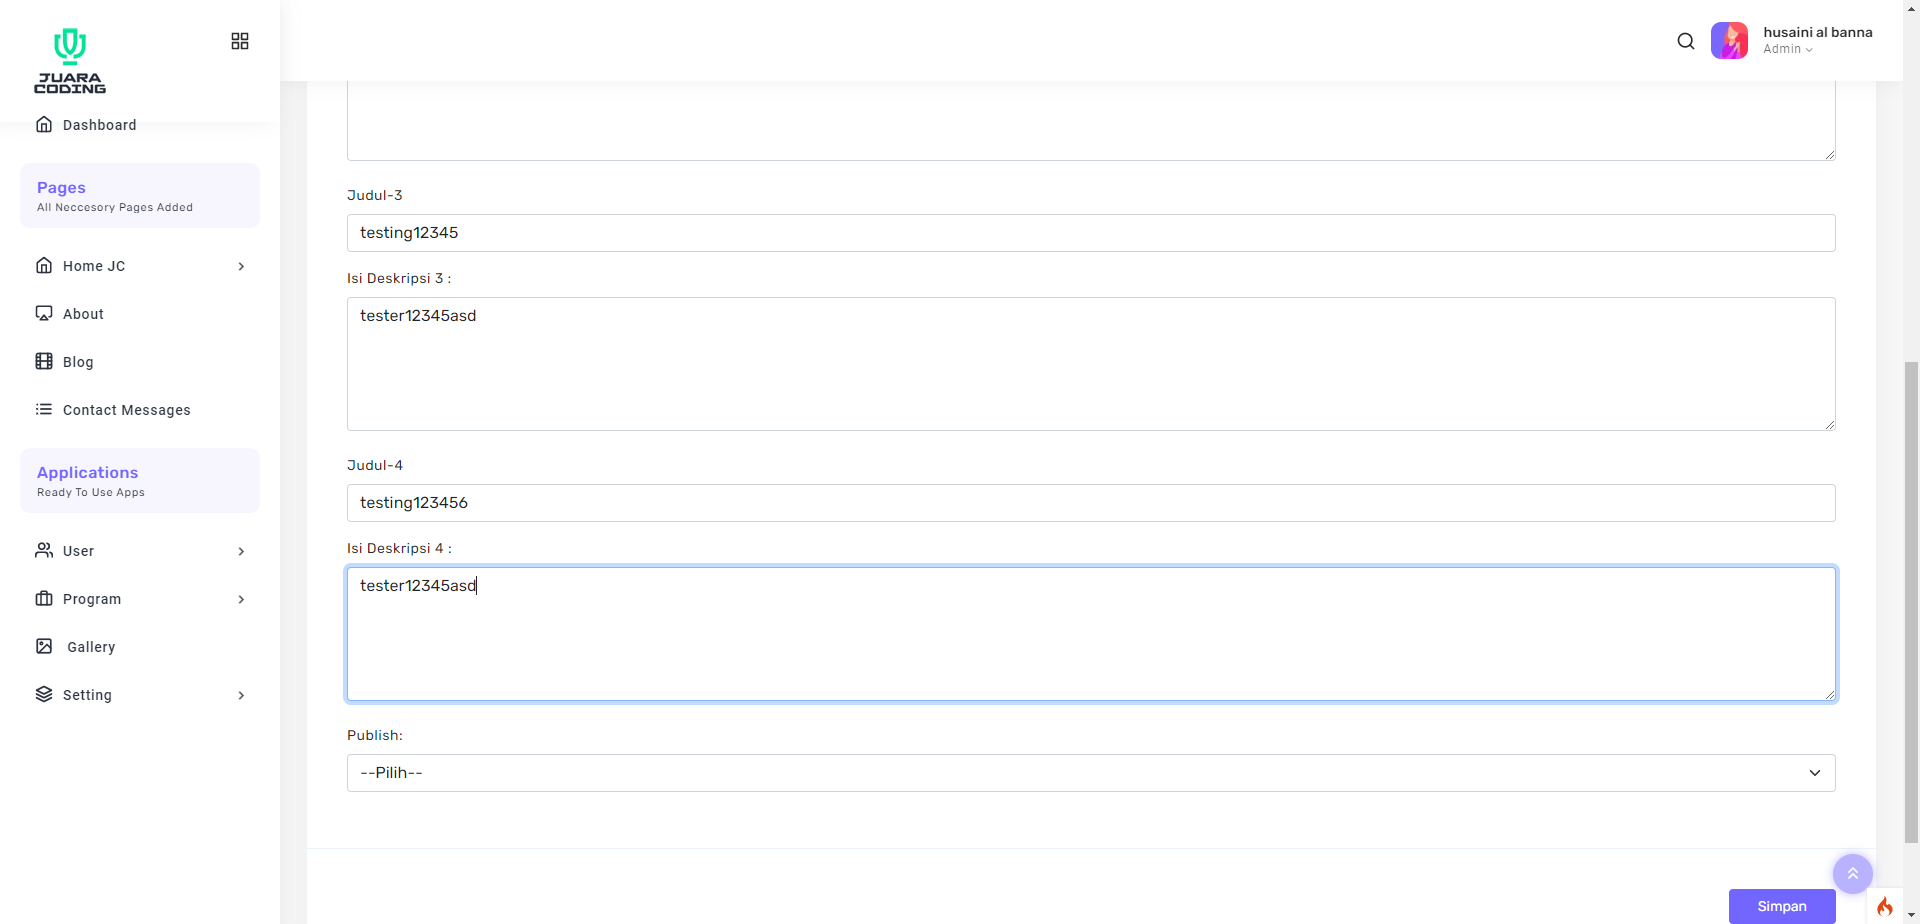 JUARA
CODING
husaini al banna
Admin
Dashboard
Pages
All Neccesory Pages Added
Home JC
About
Blog
Contact Messages
Applications
Ready To Use Apps
User
Program
Gallery
Setting
Judul-3
testing12345
Isi Deskripsi 3 :
tester12345asd
Judul-4
testing123456
Isi Deskripsi 4 :
tester12345asd
Publish:
--Pilih--
Simpan